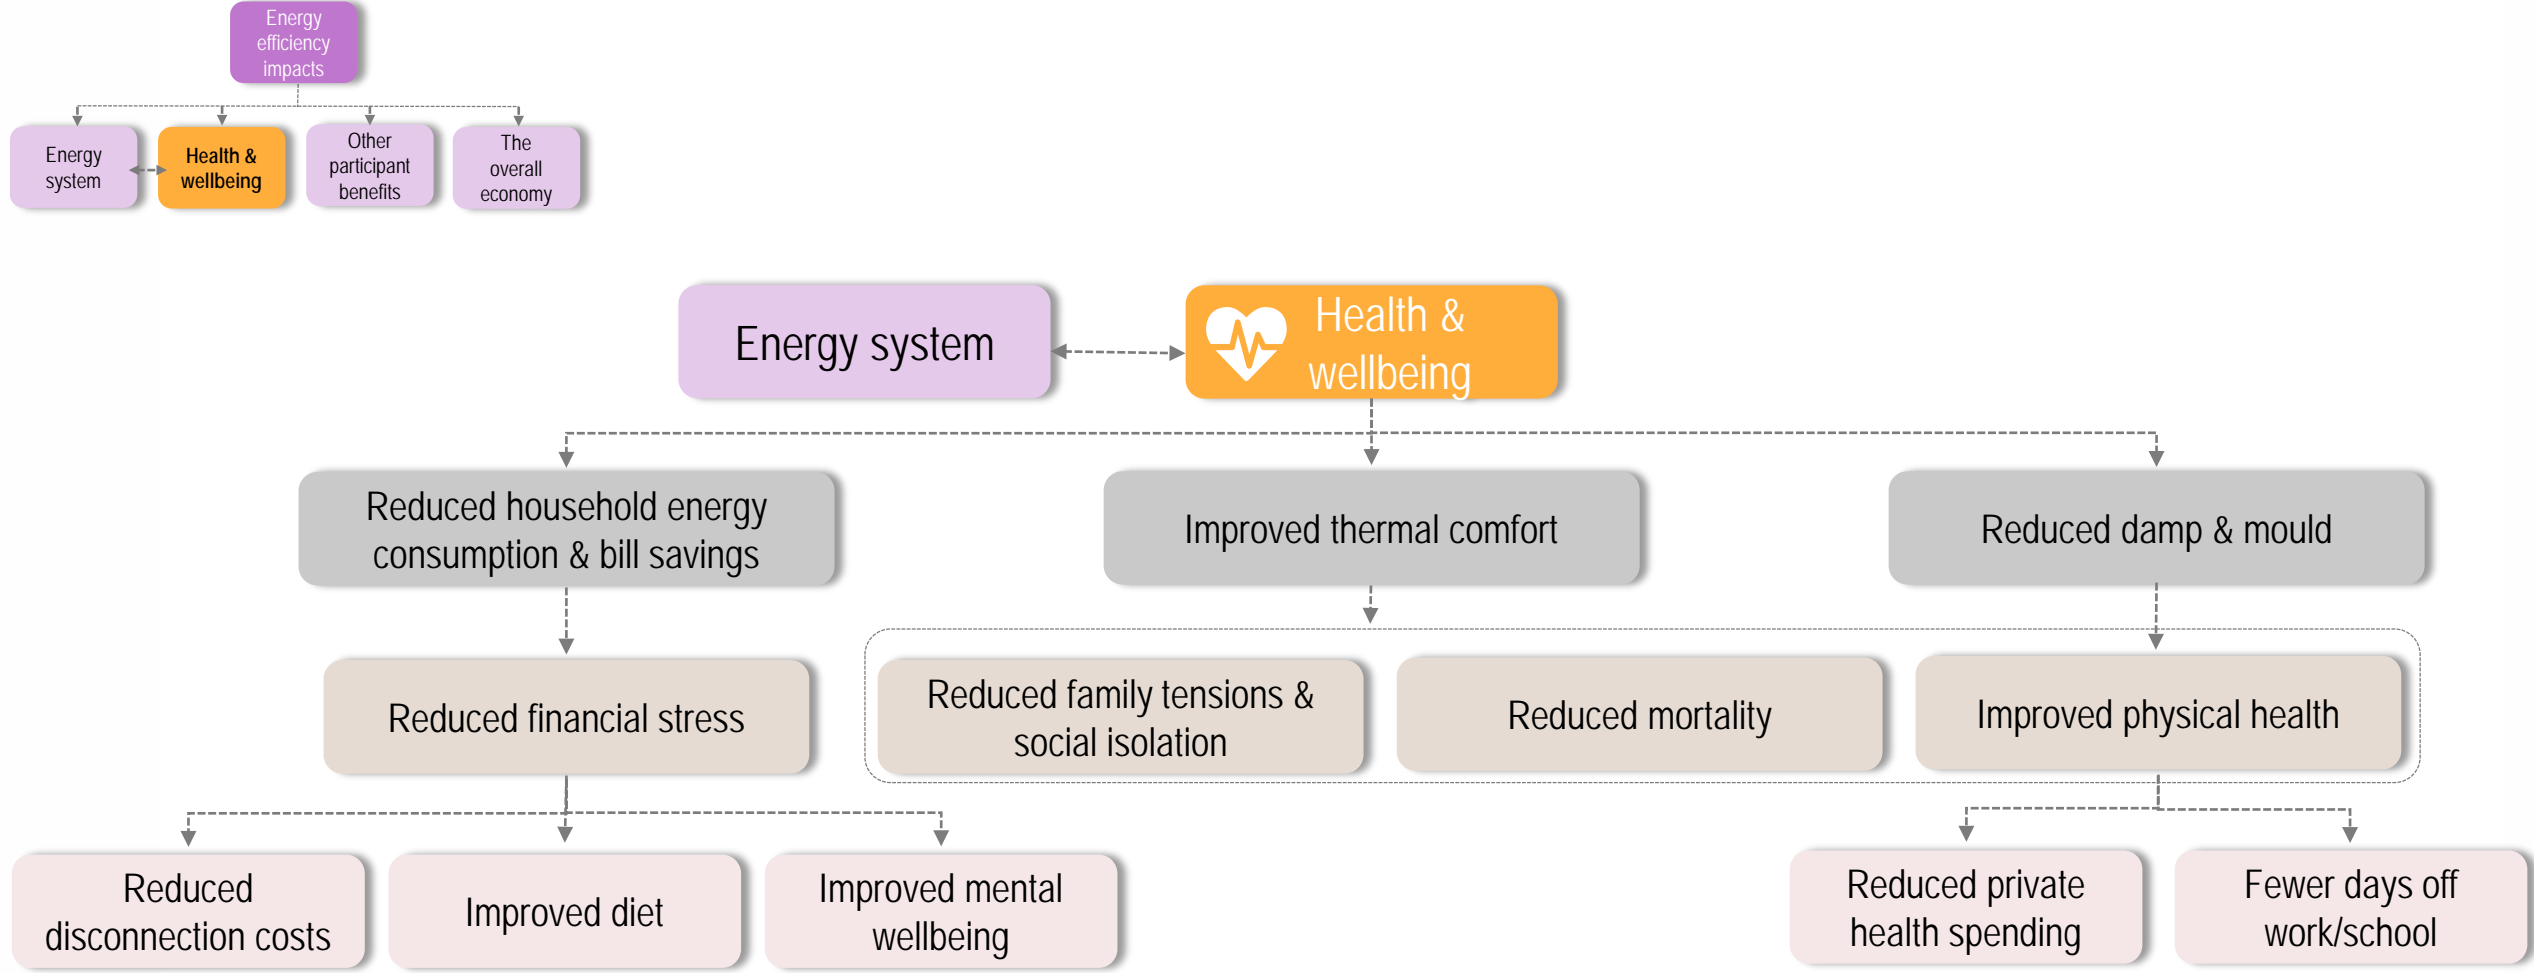 Energy
efficiency
impacts
Energy
system
Health &
wellbeing
Other
participant
benefits
The
overall
economy
Energy system
Health &
wellbeing
Reduced household energy
consumption & bill savings
Improved thermal comfort
Reduced damp & mould
Reduced financial stress
Reduced family tensions &
social isolation
Reduced mortality
Improved physical health
Reduced
disconnection costs
Improved diet
Improved mental
wellbeing
Reduced private
health spending
Fewer days off
work/school